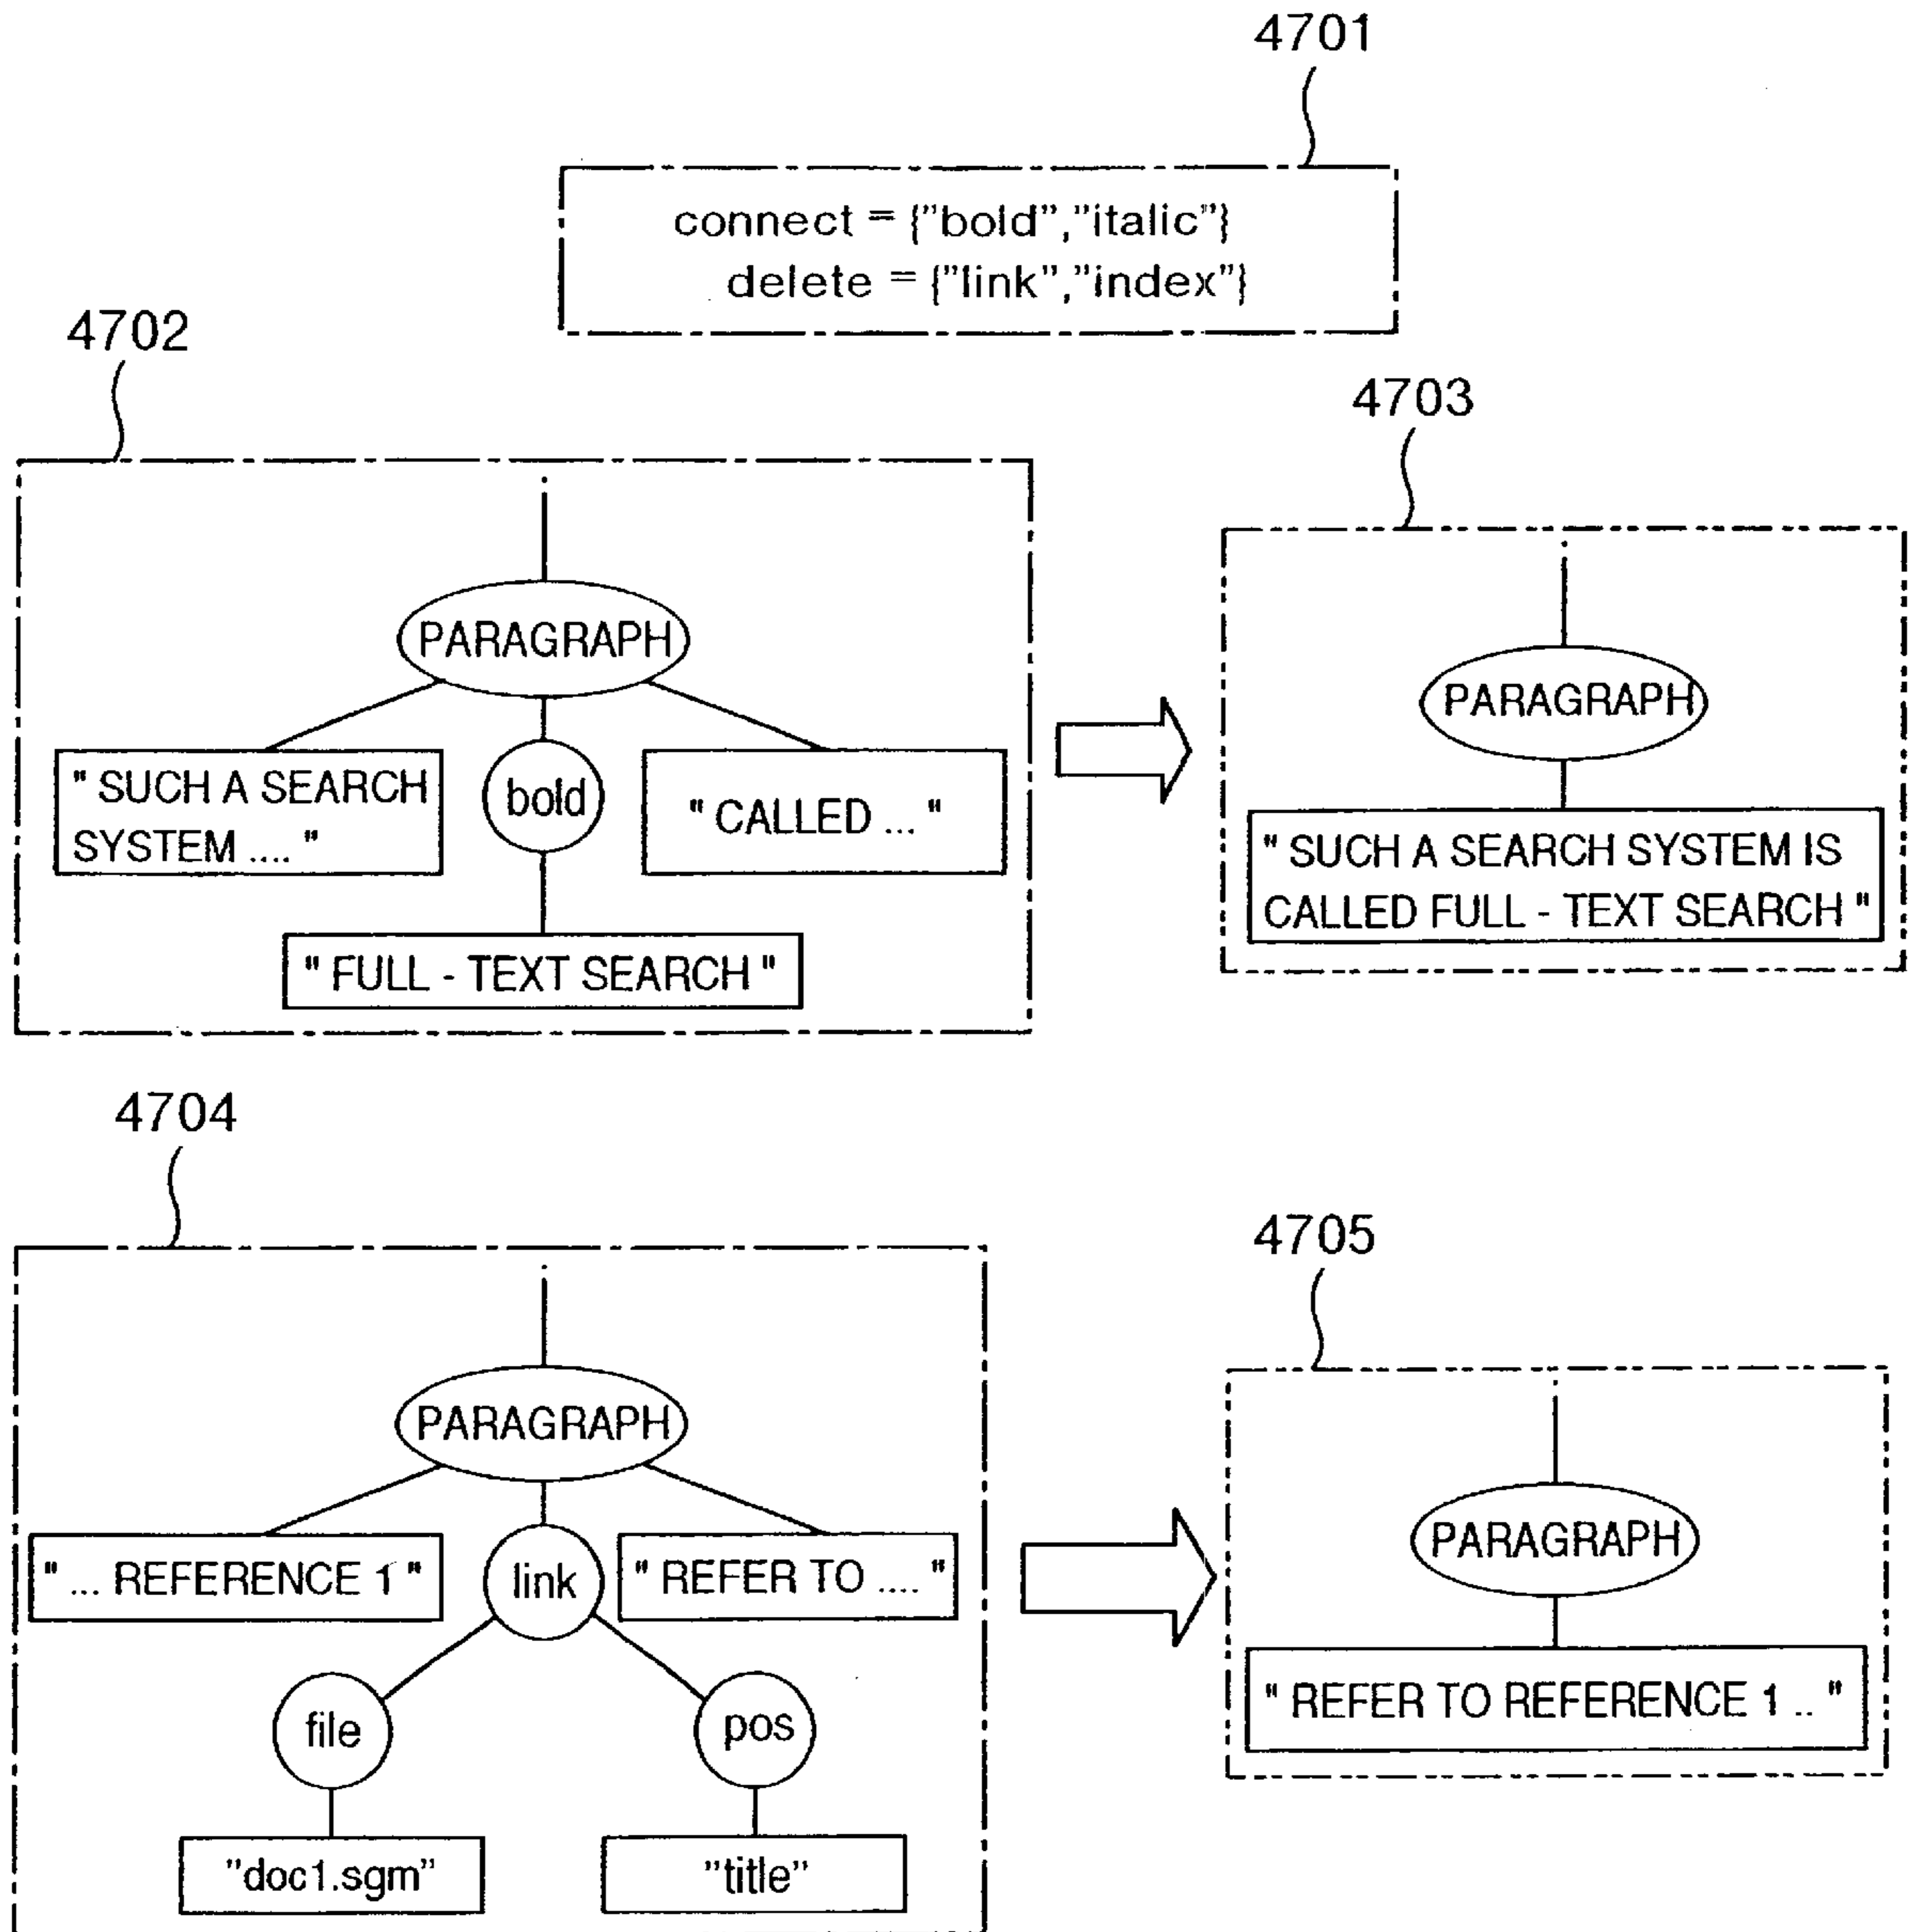 4701
connect = {"bold","italic"}
delete = {"link","index"}
4702
PARAGRAPH
" SUCH A SEARCH
SYSTEM .... "
bold
" CALLED ... "
" FULL - TEXT SEARCH "
4703
PARAGRAPH
" SUCH A SEARCH SYSTEM IS
CALLED FULL - TEXT SEARCH "
4704
PARAGRAPH
" ... REFERENCE 1 "
link
" REFER TO .... "
file
pos
"doc1.sgm"
"title"
4705
PARAGRAPH
" REFER TO REFERENCE 1 .. "